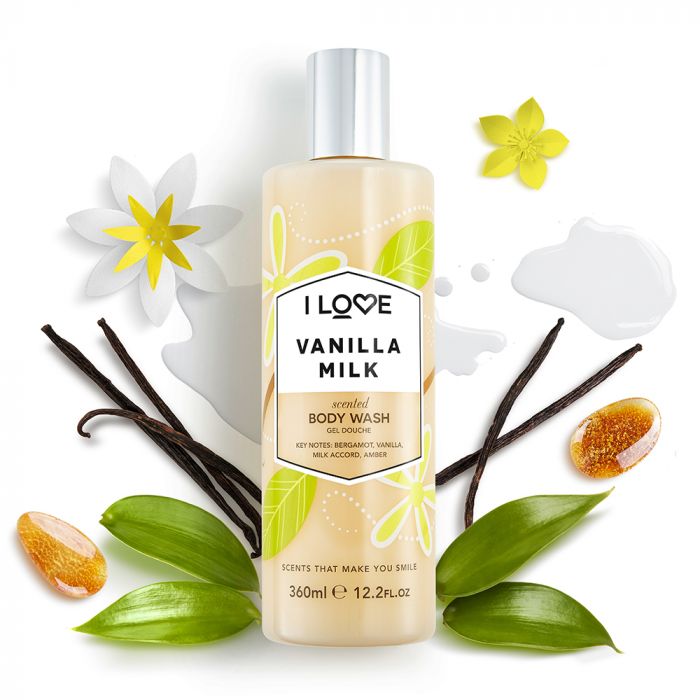 I LOVE
VANILLA
MILK
scented
BODY WASH
GEL DOUCHE
KEY NOTES: BERGAMOT, VANILLA,
MILK ACCORD, AMBER
SCENTS THAT MAKE YOU SMILE
360ml ℮ 12.2FL.OZ